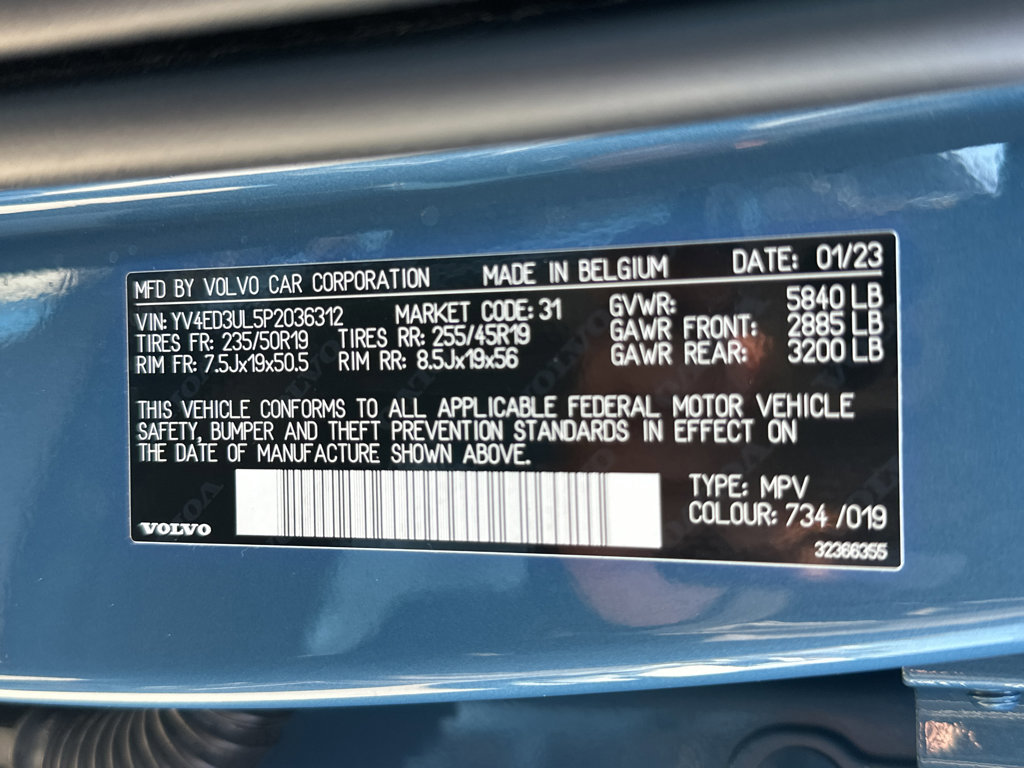 MFD BY VOLVO CAR CORPORATION MADE IN BELGIUM DATE: 01/23
VIN: YV4ED3UL5P2036312 MARKET CODE: 31 GVWR: 5840 LB
TIRES FR: 235/50R19 TIRES RR: 255/45R19 GAWR FRONT: 2885 LB
RIM FR: 7.5Jx19x50.5 RIM RR: 8.5Jx19x56 GAWR REAR: 3200 LB
THIS VEHICLE CONFORMS TO ALL APPLICABLE FEDERAL MOTOR VEHICLE
SAFETY, BUMPER AND THEFT PREVENTION STANDARDS IN EFFECT ON
THE DATE OF MANUFACTURE SHOWN ABOVE.
TYPE: MPV
COLOUR: 734 /019
VOLVO
32366355